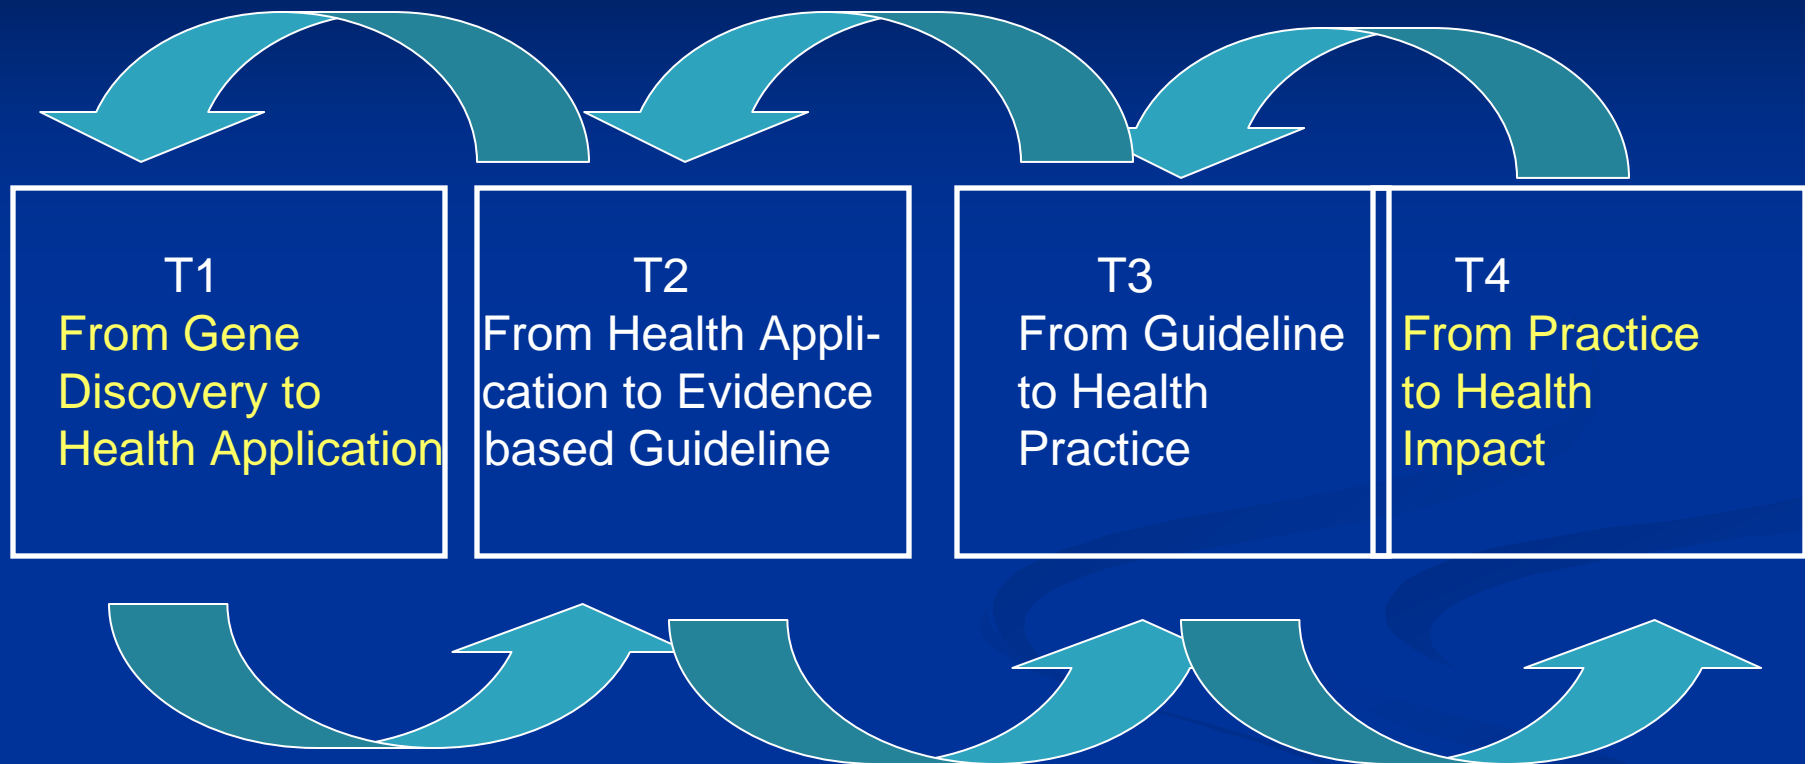 T1
From Gene
Discovery to
Health Application
T2
From Health Appli-
cation to Evidence
based Guideline
T3
From Guideline
to Health
Practice
T4
From Practice
to Health
Impact